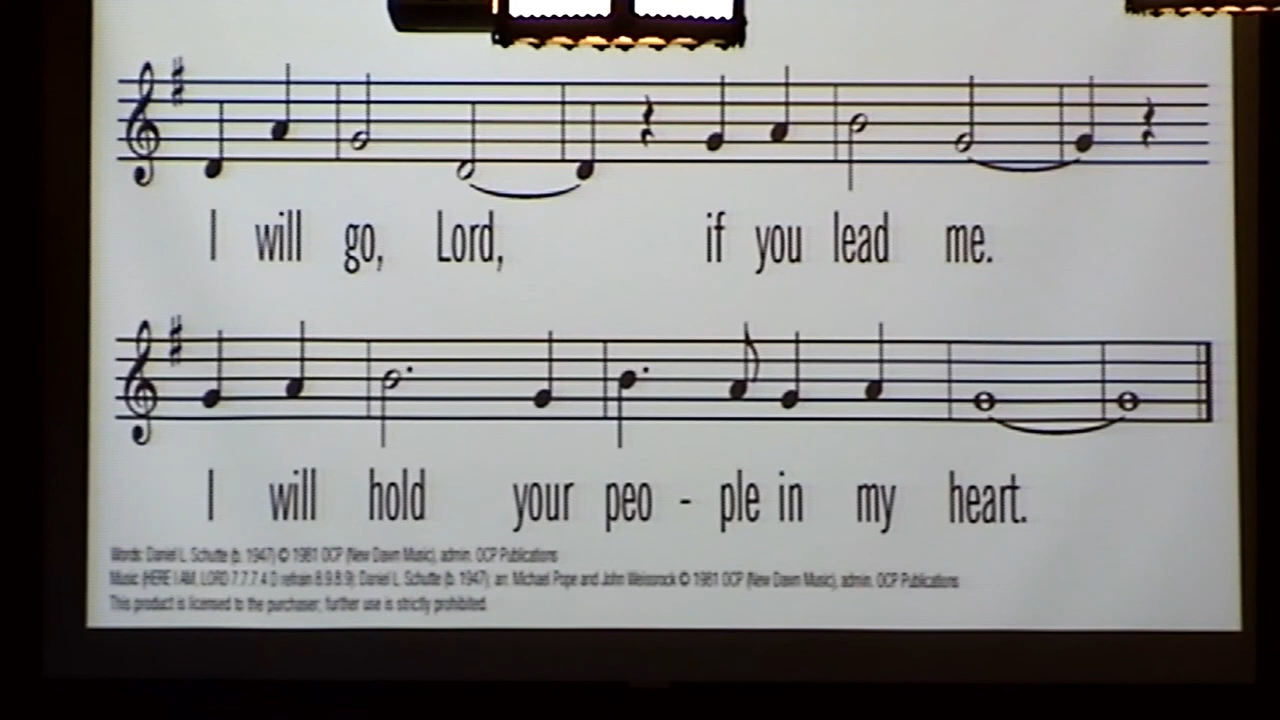 I will go, Lord, if you lead me.
I will hold your peo - ple in my heart.
Words: Daniel L. Schutte (b. 1947) © 1981 OCP (New Dawn Music), admin. OCP Publications
Music (HERE I AM, LORD 7.7.7.4 D refrain 8.9.8.9): Daniel L. Schutte (b. 1947); arr. Michael Pope and John Weissrock © 1981 OCP (New Dawn Music), admin. OCP Publications
This product is licensed to the purchaser; further use is strictly prohibited.